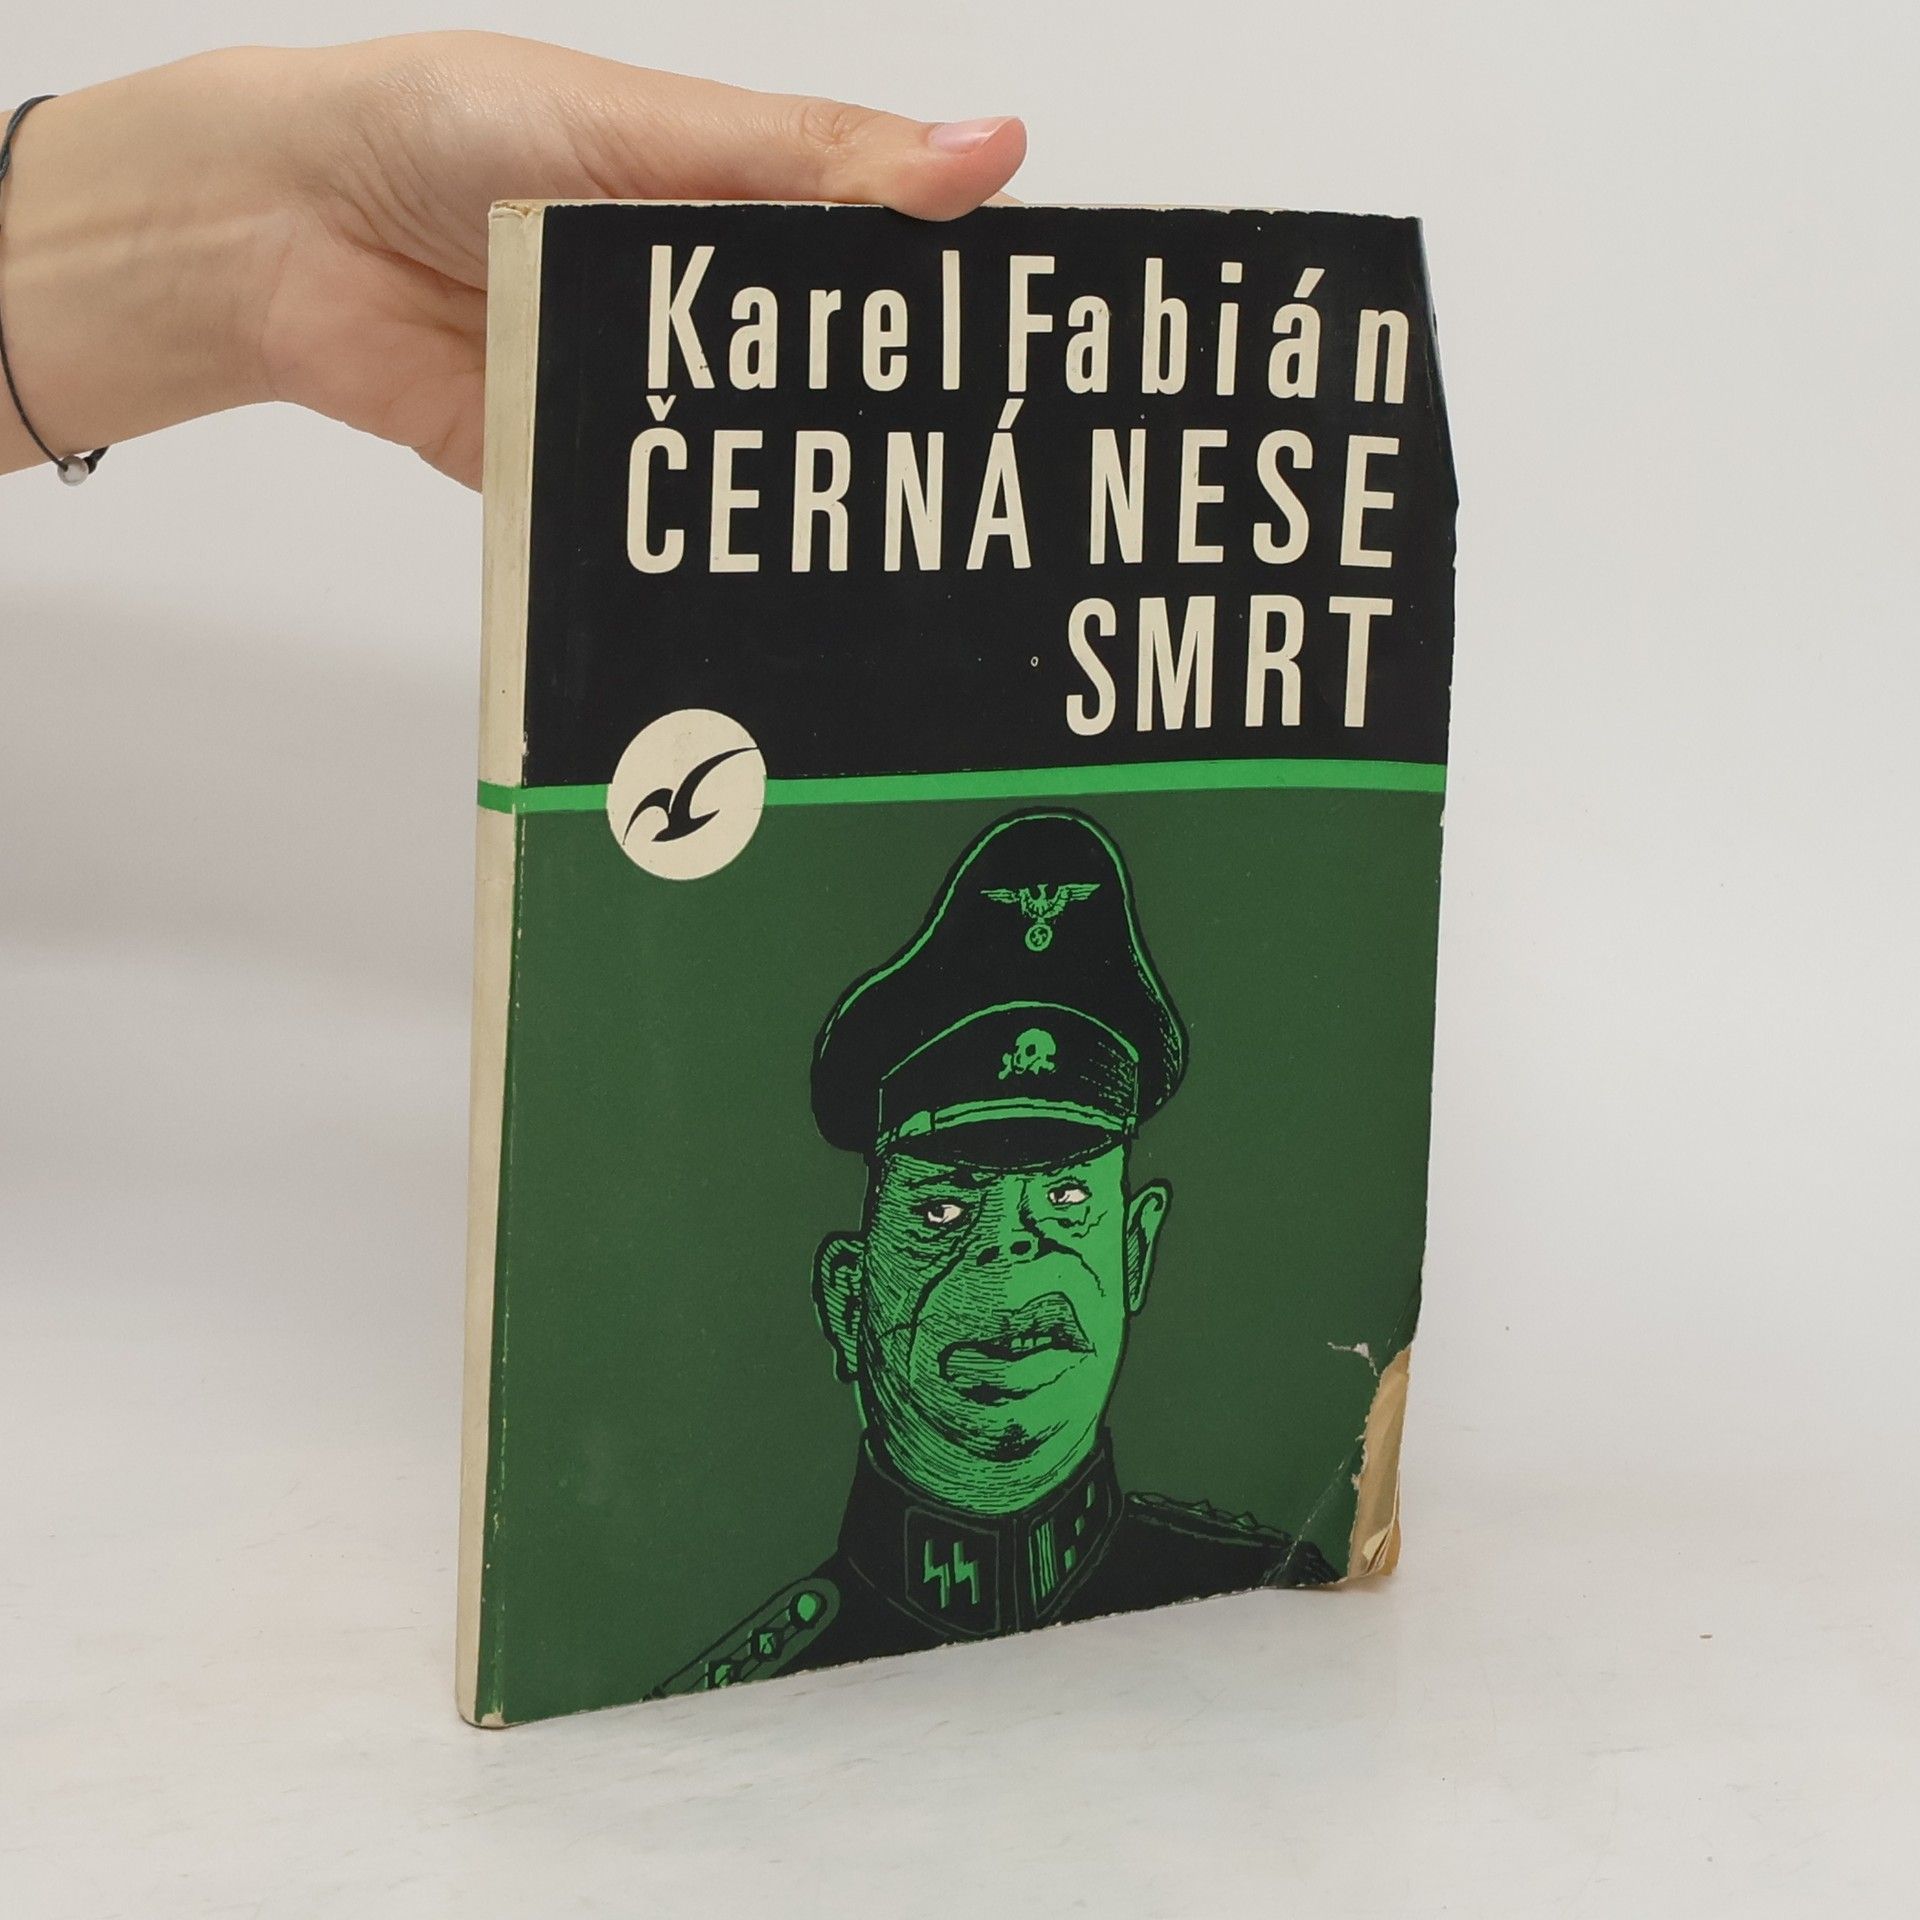 Karel Fabián
ČERNÁ NESE
SMRT